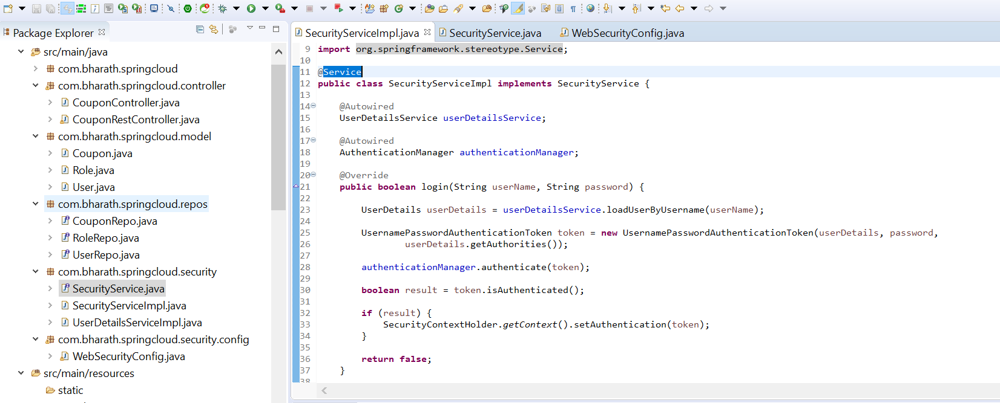 Package Explorer
src/main/java
com.bharath.springcloud
com.bharath.springcloud.controller
CouponController.java
CouponRestController.java
com.bharath.springcloud.model
Coupon.java
Role.java
User.java
com.bharath.springcloud.repos
CouponRepo.java
RoleRepo.java
UserRepo.java
com.bharath.springcloud.security
SecurityService.java
SecurityServiceImpl.java
UserDetailsServiceImpl.java
com.bharath.springcloud.security.config
WebSecurityConfig.java
src/main/resources
static
SecurityServiceImpl.java SecurityService.java WebSecurityConfig.java
9 import org.springframework.stereotype.Service;
10
11 @Service
12 public class SecurityServiceImpl implements SecurityService {
13
14 @Autowired
15 UserDetailsService userDetailsService;
16
17 @Autowired
18 AuthenticationManager authenticationManager;
19
20 @Override
21 public boolean login(String userName, String password) {
22
23 UserDetails userDetails = userDetailsService.loadUserByUsername(userName);
24
25 UsernamePasswordAuthenticationToken token = new UsernamePasswordAuthenticationToken(userDetails, password,
26 userDetails.getAuthorities());
27
28 authenticationManager.authenticate(token);
29
30 boolean result = token.isAuthenticated();
31
32 if (result) {
33 SecurityContextHolder.getContext().setAuthentication(token);
34 }
35
36 return false;
37 }
38